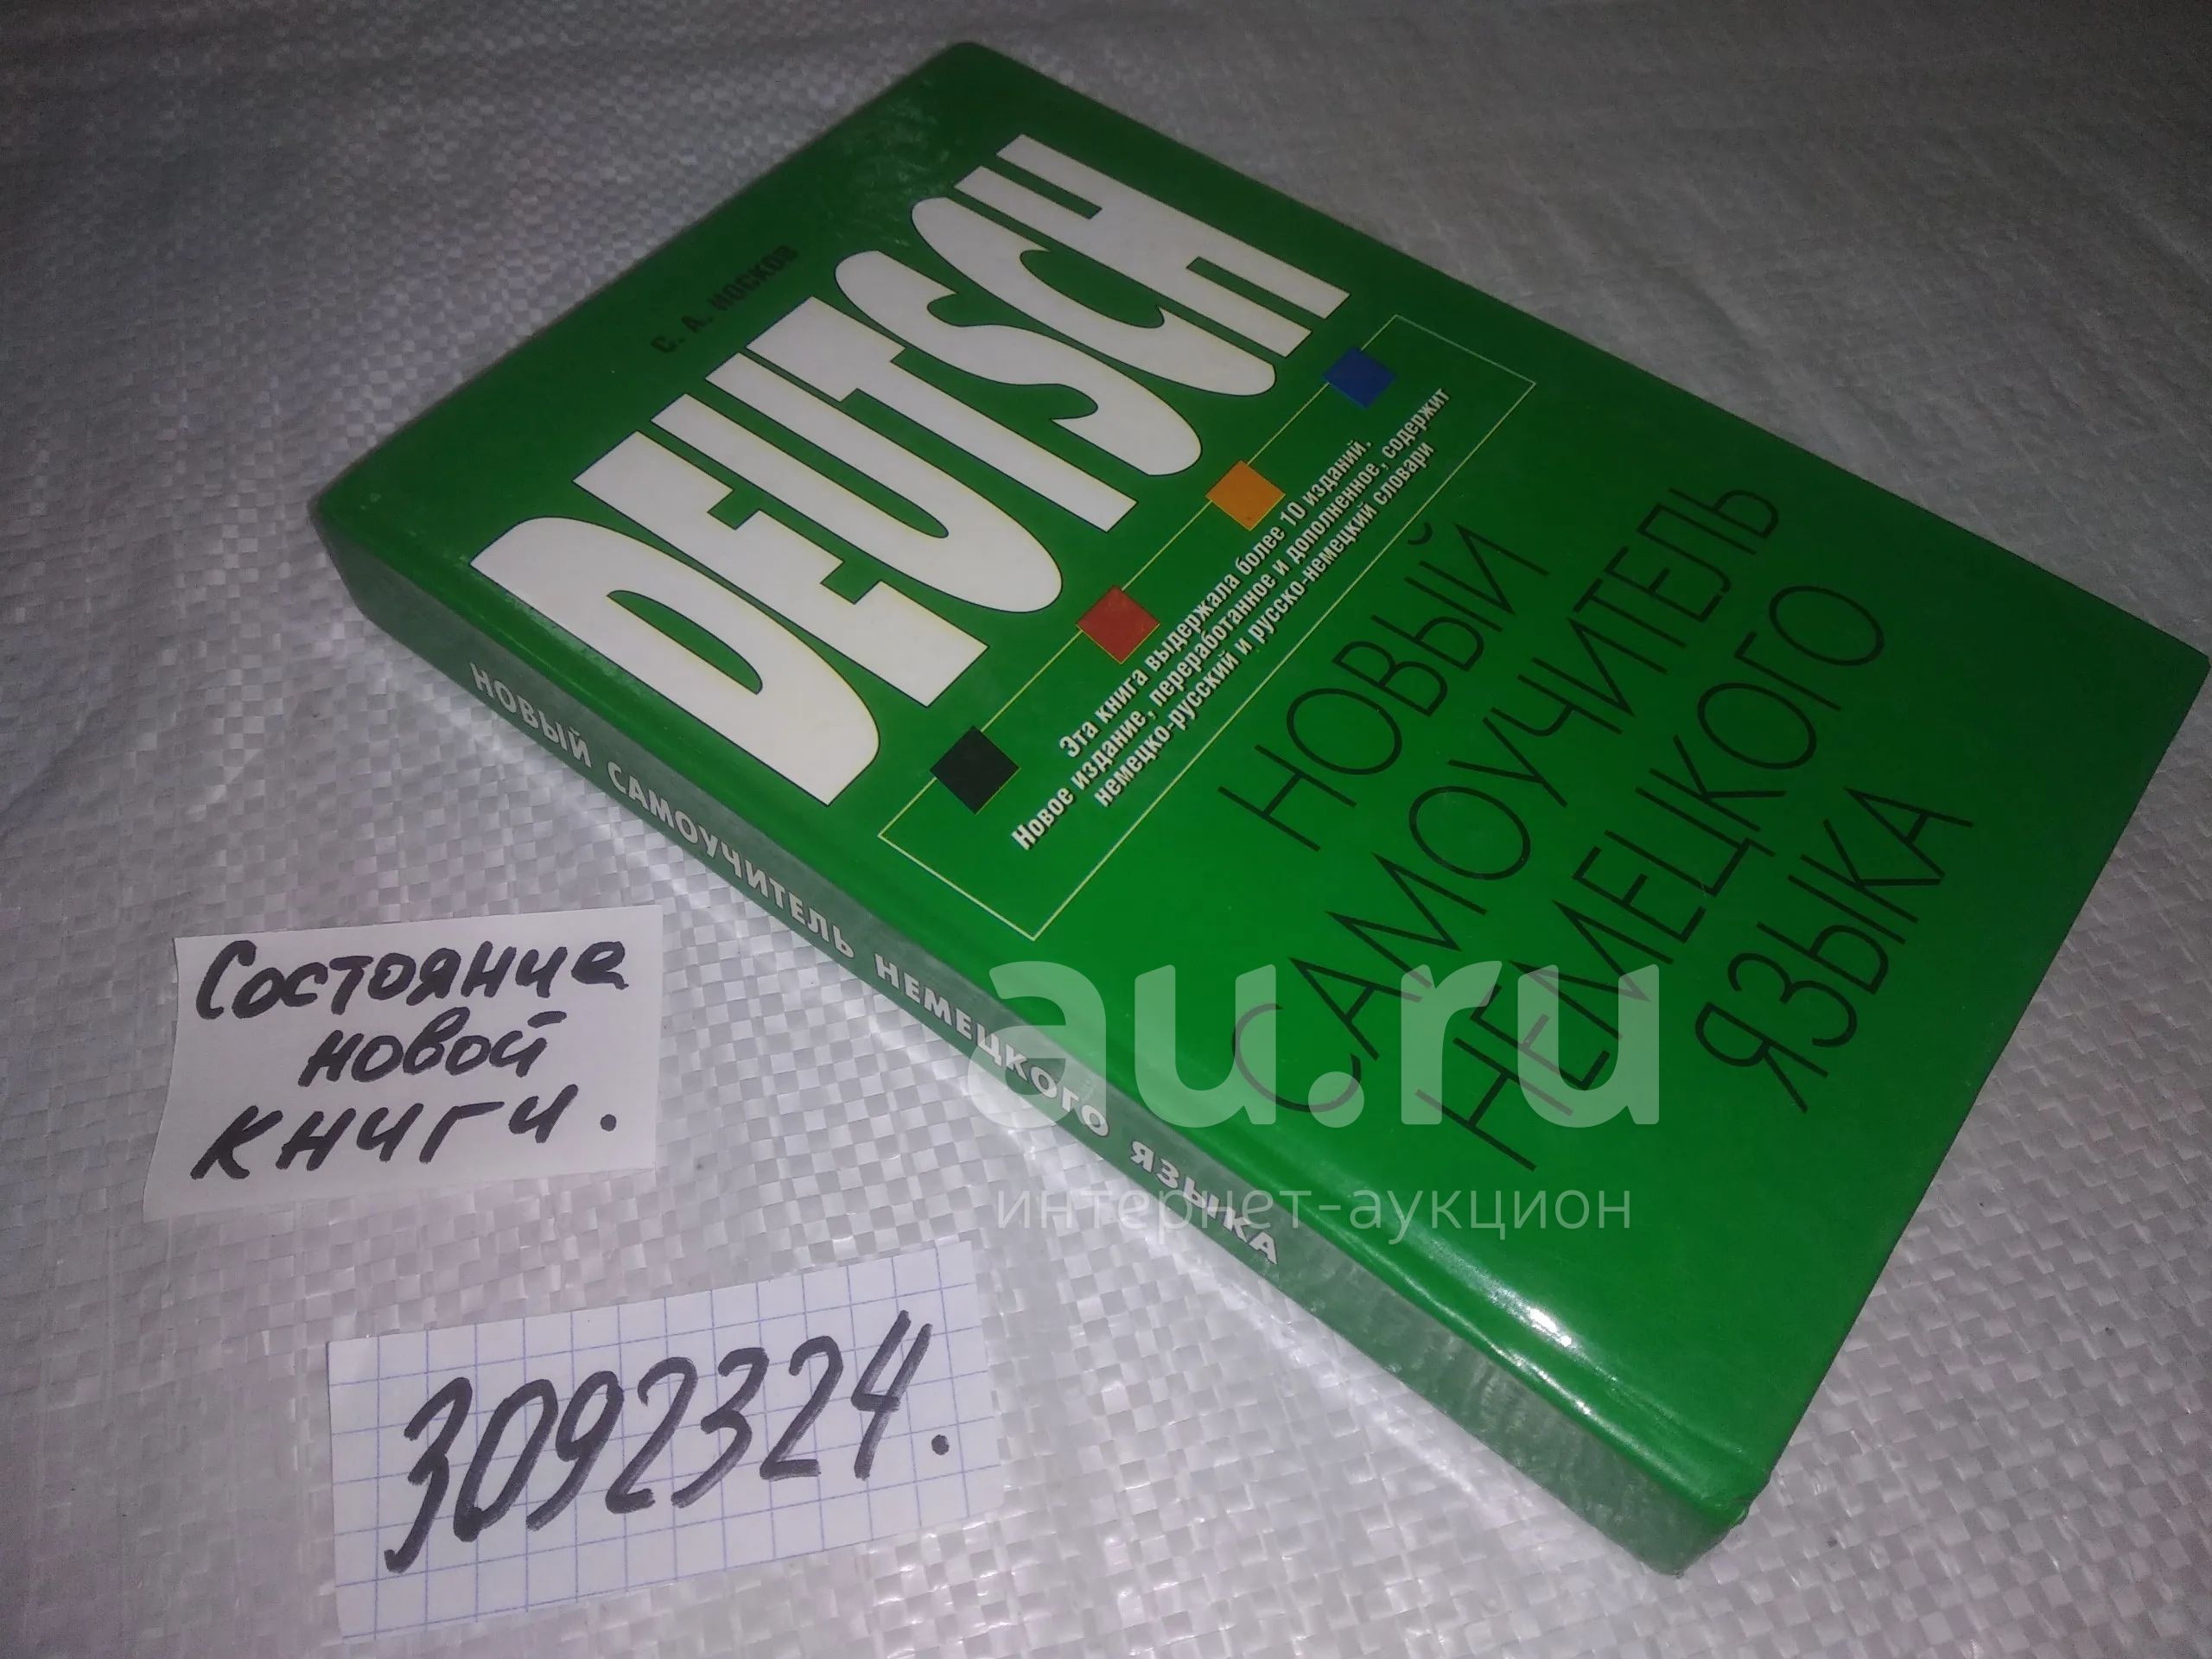 С. А. НОСКОВ
DEUTSCH
Эта книга выдержала более 10 изданий.
Новое издание, переработанное и дополненное, содержит
немецко-русский и русско-немецкий словари
НОВЫЙ
САМОУЧИТЕЛЬ
НЕМЕЦКОГО
ЯЗЫКА
НОВЫЙ САМОУЧИТЕЛЬ НЕМЕЦКОГО ЯЗЫКА
Состояние
новой
книги.
3092324.
au.ru
интернет-аукцион